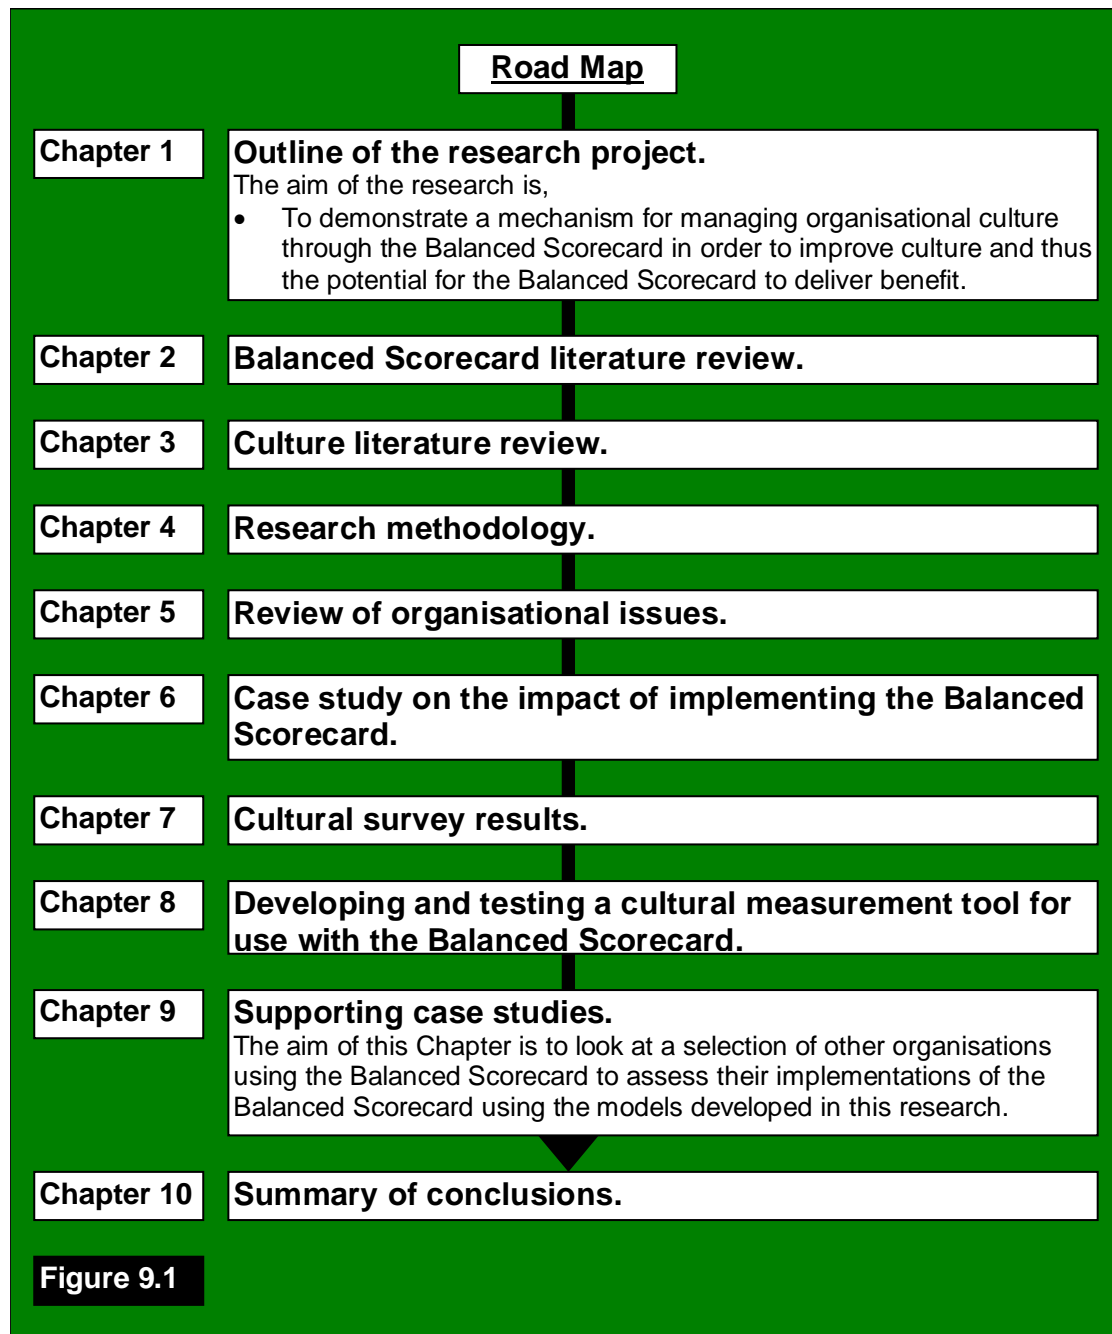 Road Map
Chapter 1
Outline of the research project.
The aim of the research is,
• To demonstrate a mechanism for managing organisational culture
through the Balanced Scorecard in order to improve culture and thus
the potential for the Balanced Scorecard to deliver benefit.
Chapter 2
Balanced Scorecard literature review.
Chapter 3
Culture literature review.
Chapter 4
Research methodology.
Chapter 5
Review of organisational issues.
Chapter 6
Case study on the impact of implementing the Balanced
Scorecard.
Chapter 7
Cultural survey results.
Chapter 8
Developing and testing a cultural measurement tool for
use with the Balanced Scorecard.
Chapter 9
Supporting case studies.
The aim of this Chapter is to look at a selection of other organisations
using the Balanced Scorecard to assess their implementations of the
Balanced Scorecard using the models developed in this research.
Chapter 10
Summary of conclusions.
Figure 9.1